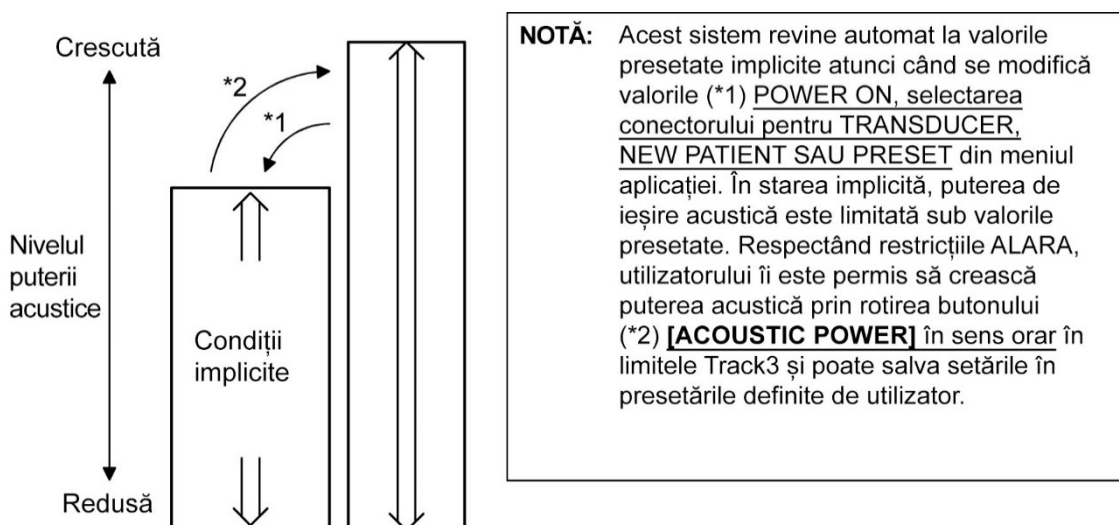 Crescută
*2
*1
Nivelul
puterii
acustice
Condiții
implicite
Redusă
NOTĂ: Acest sistem revine automat la valorile
presetate implicite atunci când se modifică
valorile (*1) POWER ON, selectarea
conectorului pentru TRANSDUCER,
NEW PATIENT SAU PRESET din meniul
aplicației. În starea implicită, puterea de
ieșire acustică este limitată sub valorile
presetate. Respectând restricțiile ALARA,
utilizatorului îi este permis să crească
puterea acustică prin rotirea butonului
(*2) [ACOUSTIC POWER] în sens orar în
limitele Track3 și poate salva setările în
presetările definite de utilizator.